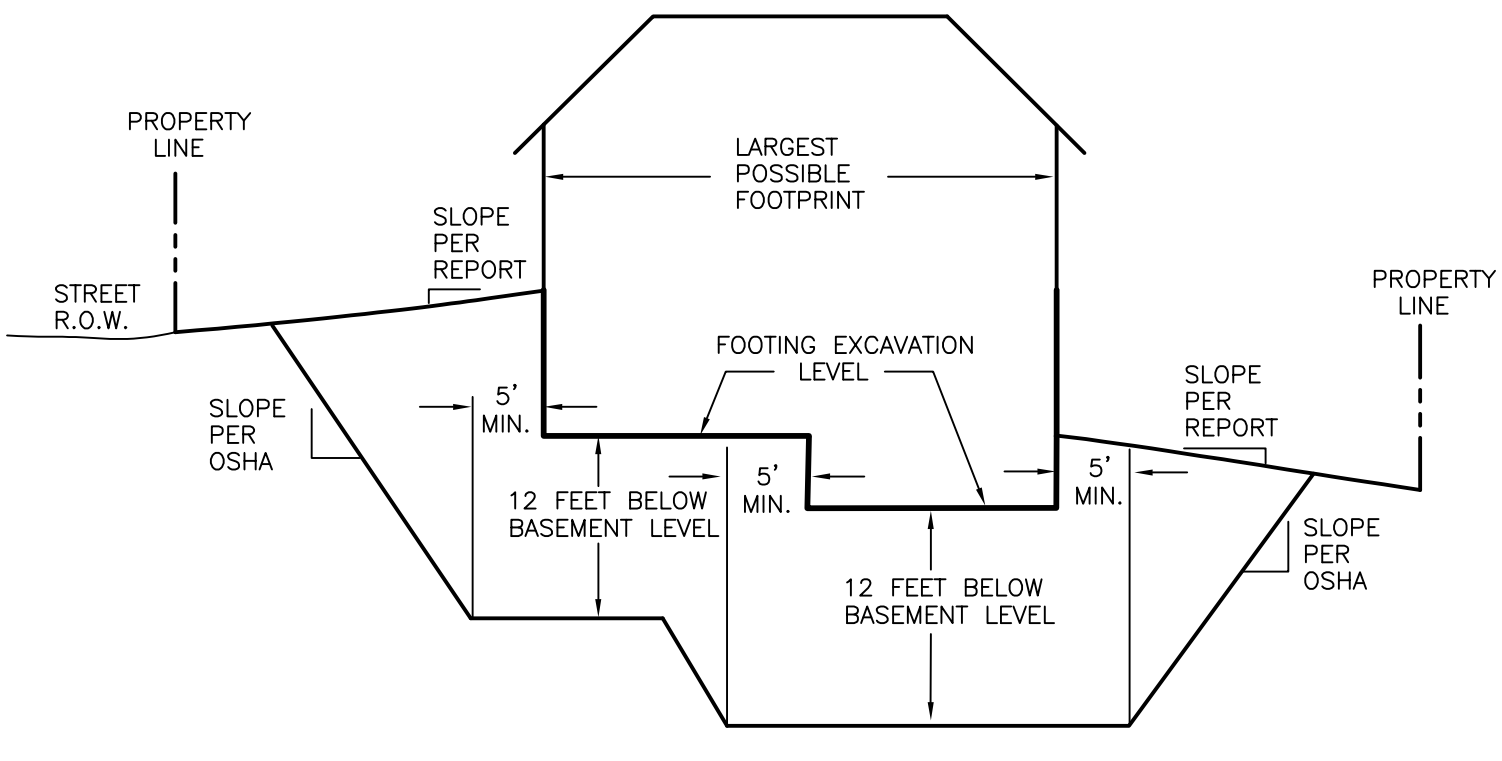 PROPERTY
LINE
LARGEST
POSSIBLE
FOOTPRINT
SLOPE
PER
REPORT
STREET
R.O.W.
PROPERTY
LINE
FOOTING EXCAVATION
LEVEL
5'
MIN.
SLOPE
PER
OSHA
SLOPE
PER
REPORT
5'
MIN.
5'
MIN.
12 FEET BELOW
BASEMENT LEVEL
SLOPE
PER
OSHA
12 FEET BELOW
BASEMENT LEVEL